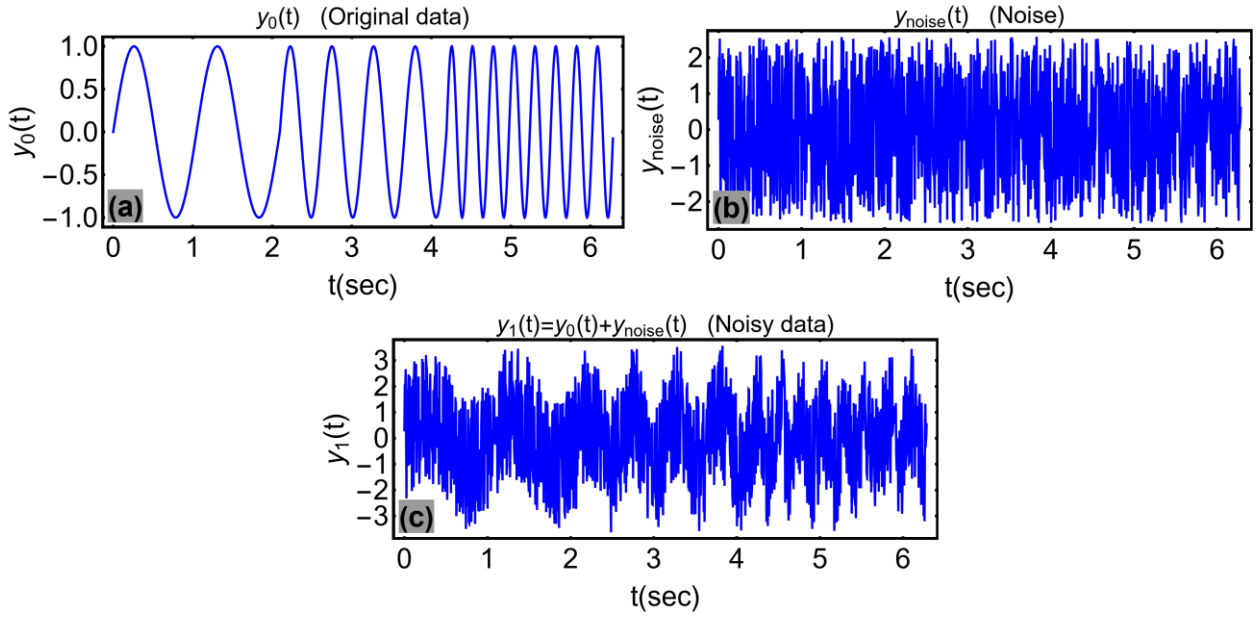 y₀(t) (Original data)
y₀(t)
1.0
0.5
0.0
−0.5
−1.0
(a)
0 1 2 3 4 5 6
t(sec)
yₙₒᵢₛₑ(t) (Noise)
yₙₒᵢₛₑ(t)
2
1
0
−1
−2
(b)
0 1 2 3 4 5 6
t(sec)
y₁(t)=y₀(t)+yₙₒᵢₛₑ(t) (Noisy data)
y₁(t)
3
2
1
0
−1
−2
−3
(c)
0 1 2 3 4 5 6
t(sec)